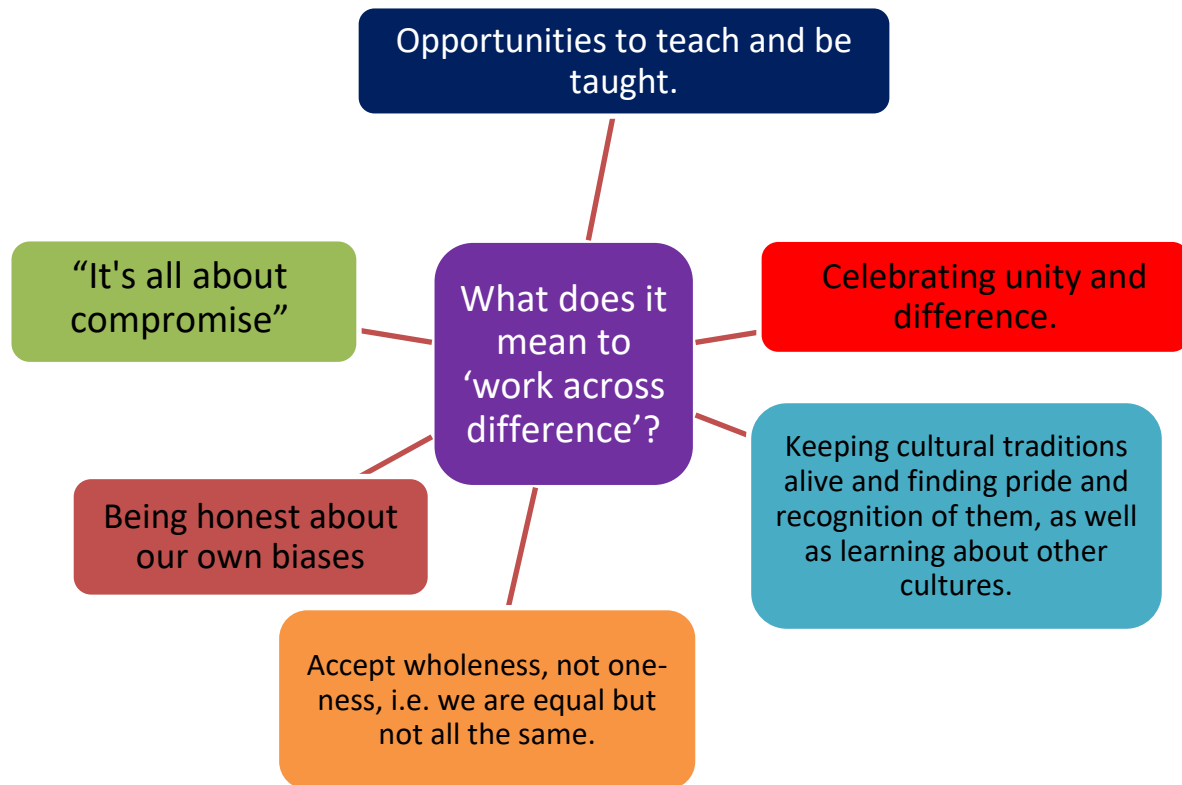 Opportunities to teach and be
taught.
“It's all about
compromise”
What does it
mean to
‘work across
difference’?
Celebrating unity and
difference.
Keeping cultural traditions
alive and finding pride and
recognition of them, as well
as learning about other
cultures.
Being honest about
our own biases
Accept wholeness, not one-
ness, i.e. we are equal but
not all the same.